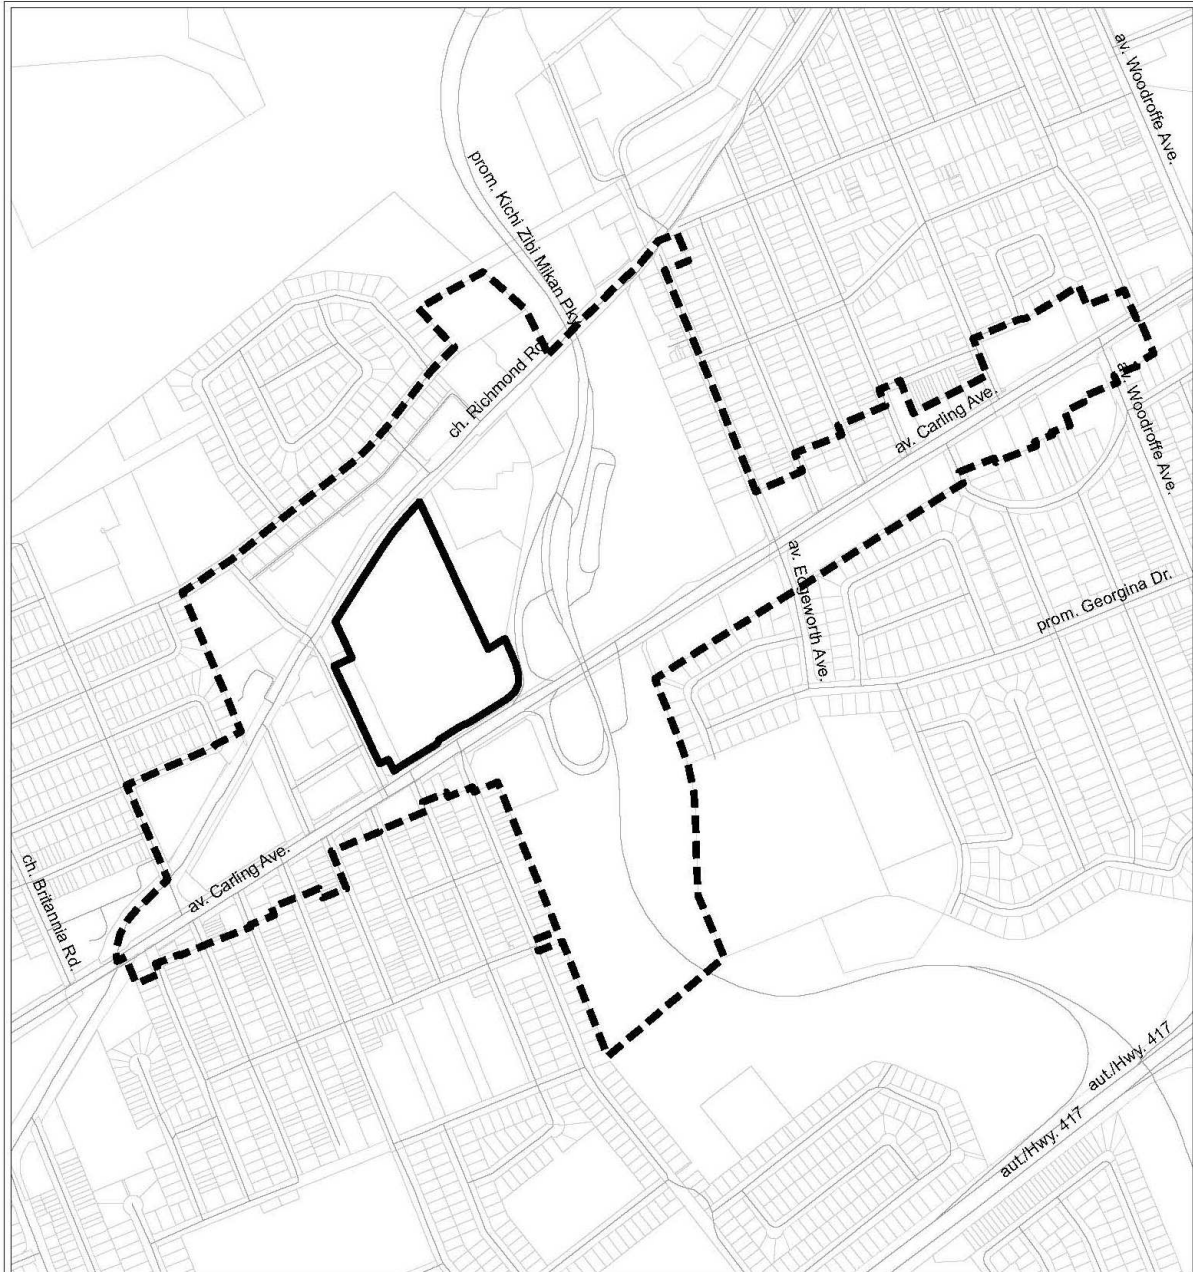 av. Woodroffe Ave.
prom. Kichi Zibi Mikan Pky
ch. Richmond Rd
av. Carling Ave.
av. Woodroffe Ave.
av. Edgeworth Ave.
prom. Georgina Dr.
av. Carling Ave.
ch. Britannia Rd.
aut./Hwy. 417
aut./Hwy. 417